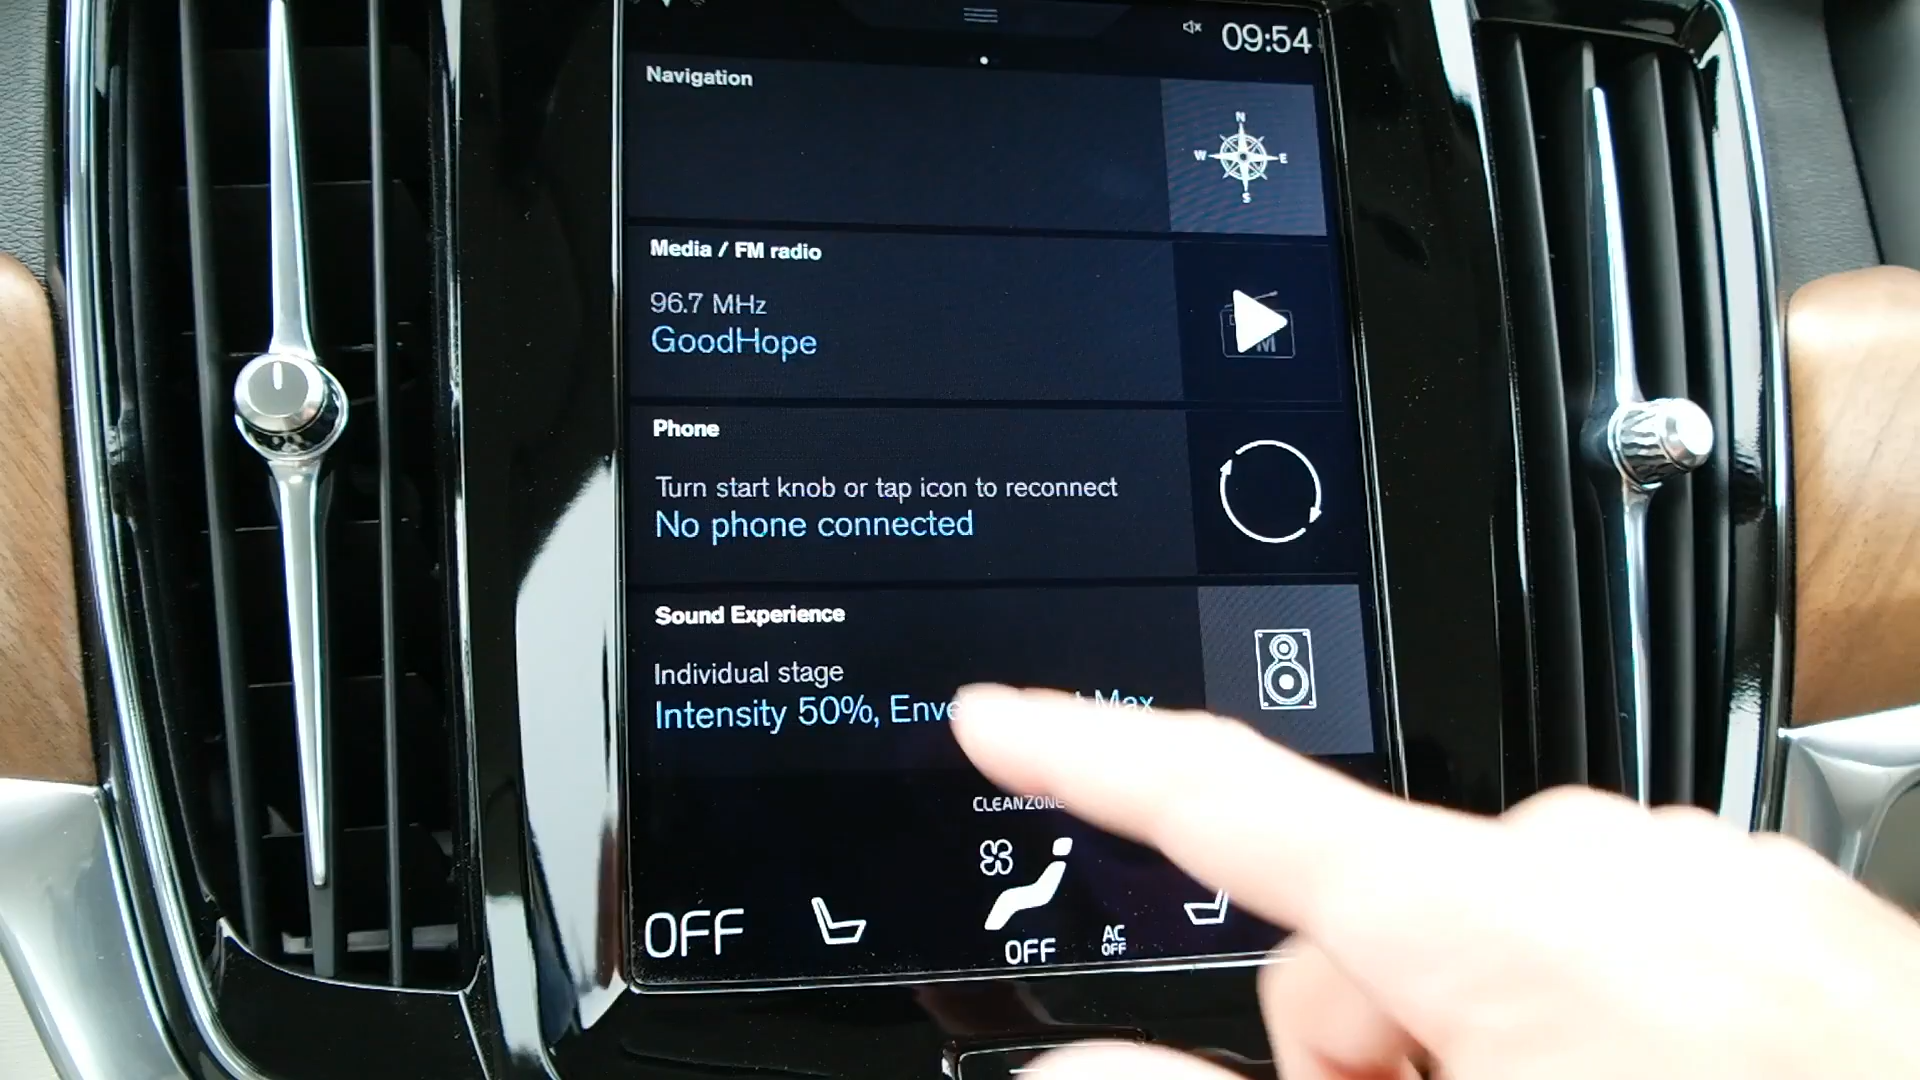 09:54
Navigation
N
W E
S
Media / FM radio
96.7 MHz
GoodHope
Phone
Turn start knob or tap icon to reconnect
No phone connected
Sound Experience
Individual stage
Intensity 50%, Max
CLEANZONE
OFF
OFF
AC
OFF